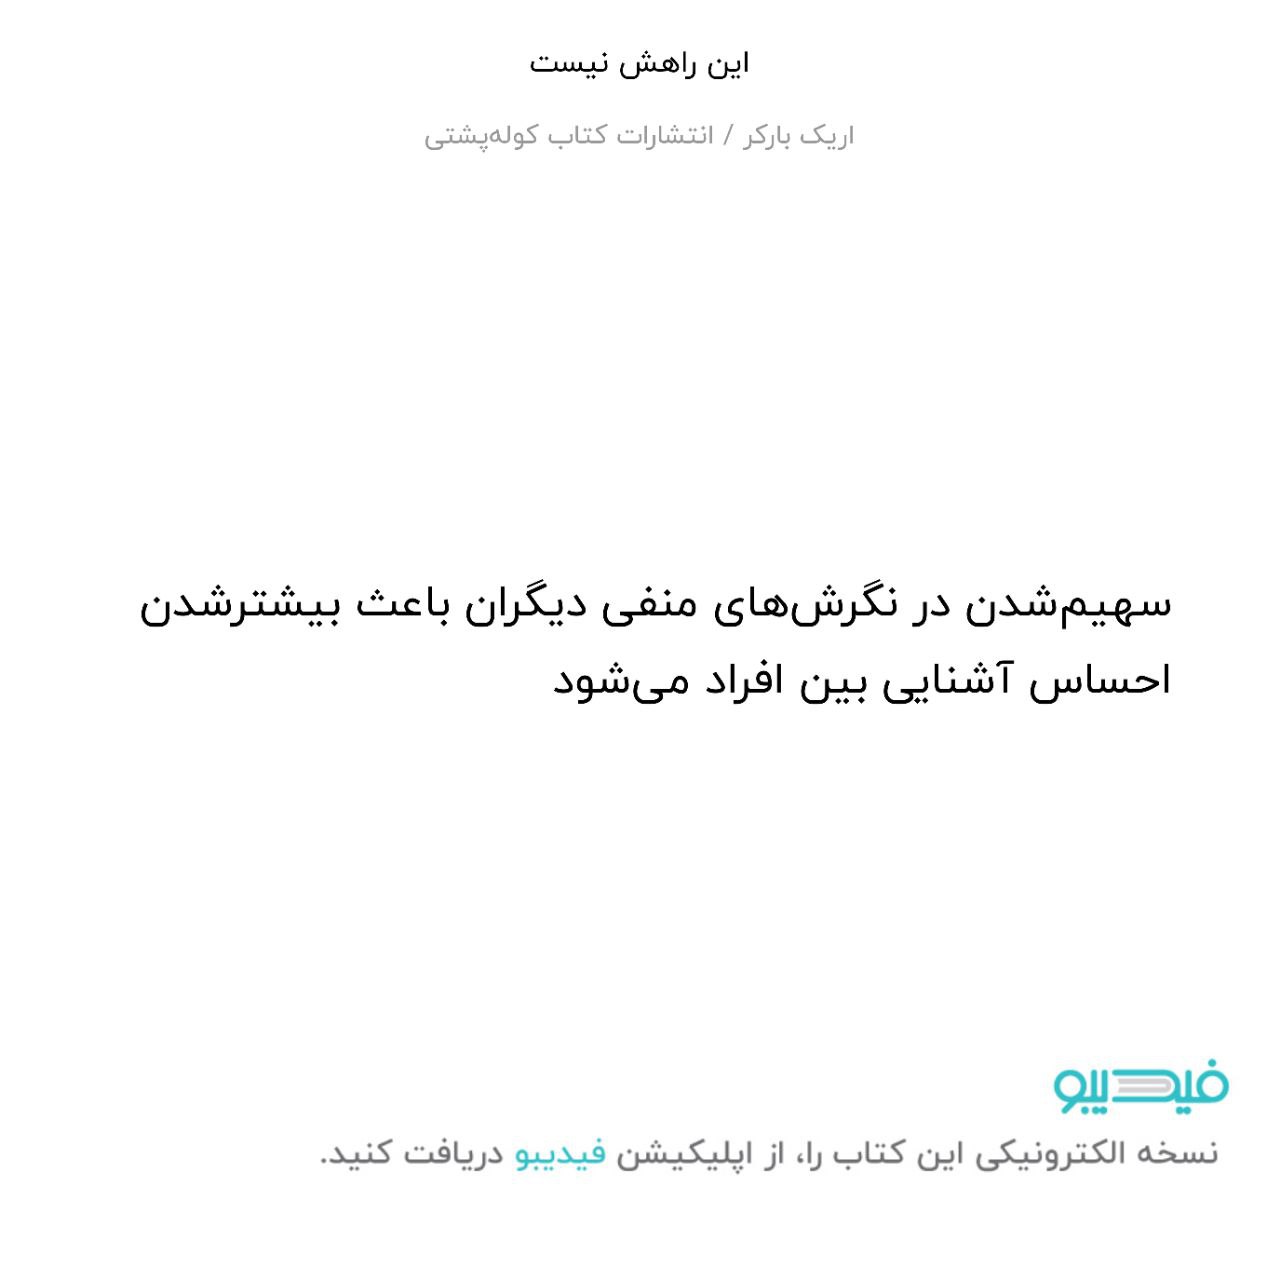 این راهش نیست
اریک بارکر / انتشارات کتاب کوله‌پشتی
سهیم‌شدن در نگرش‌های منفی دیگران باعث بیشترشدن
احساس آشنایی بین افراد می‌شود
فیدیبو
نسخه الکترونیکی این کتاب را، از اپلیکیشن فیدیبو دریافت کنید.